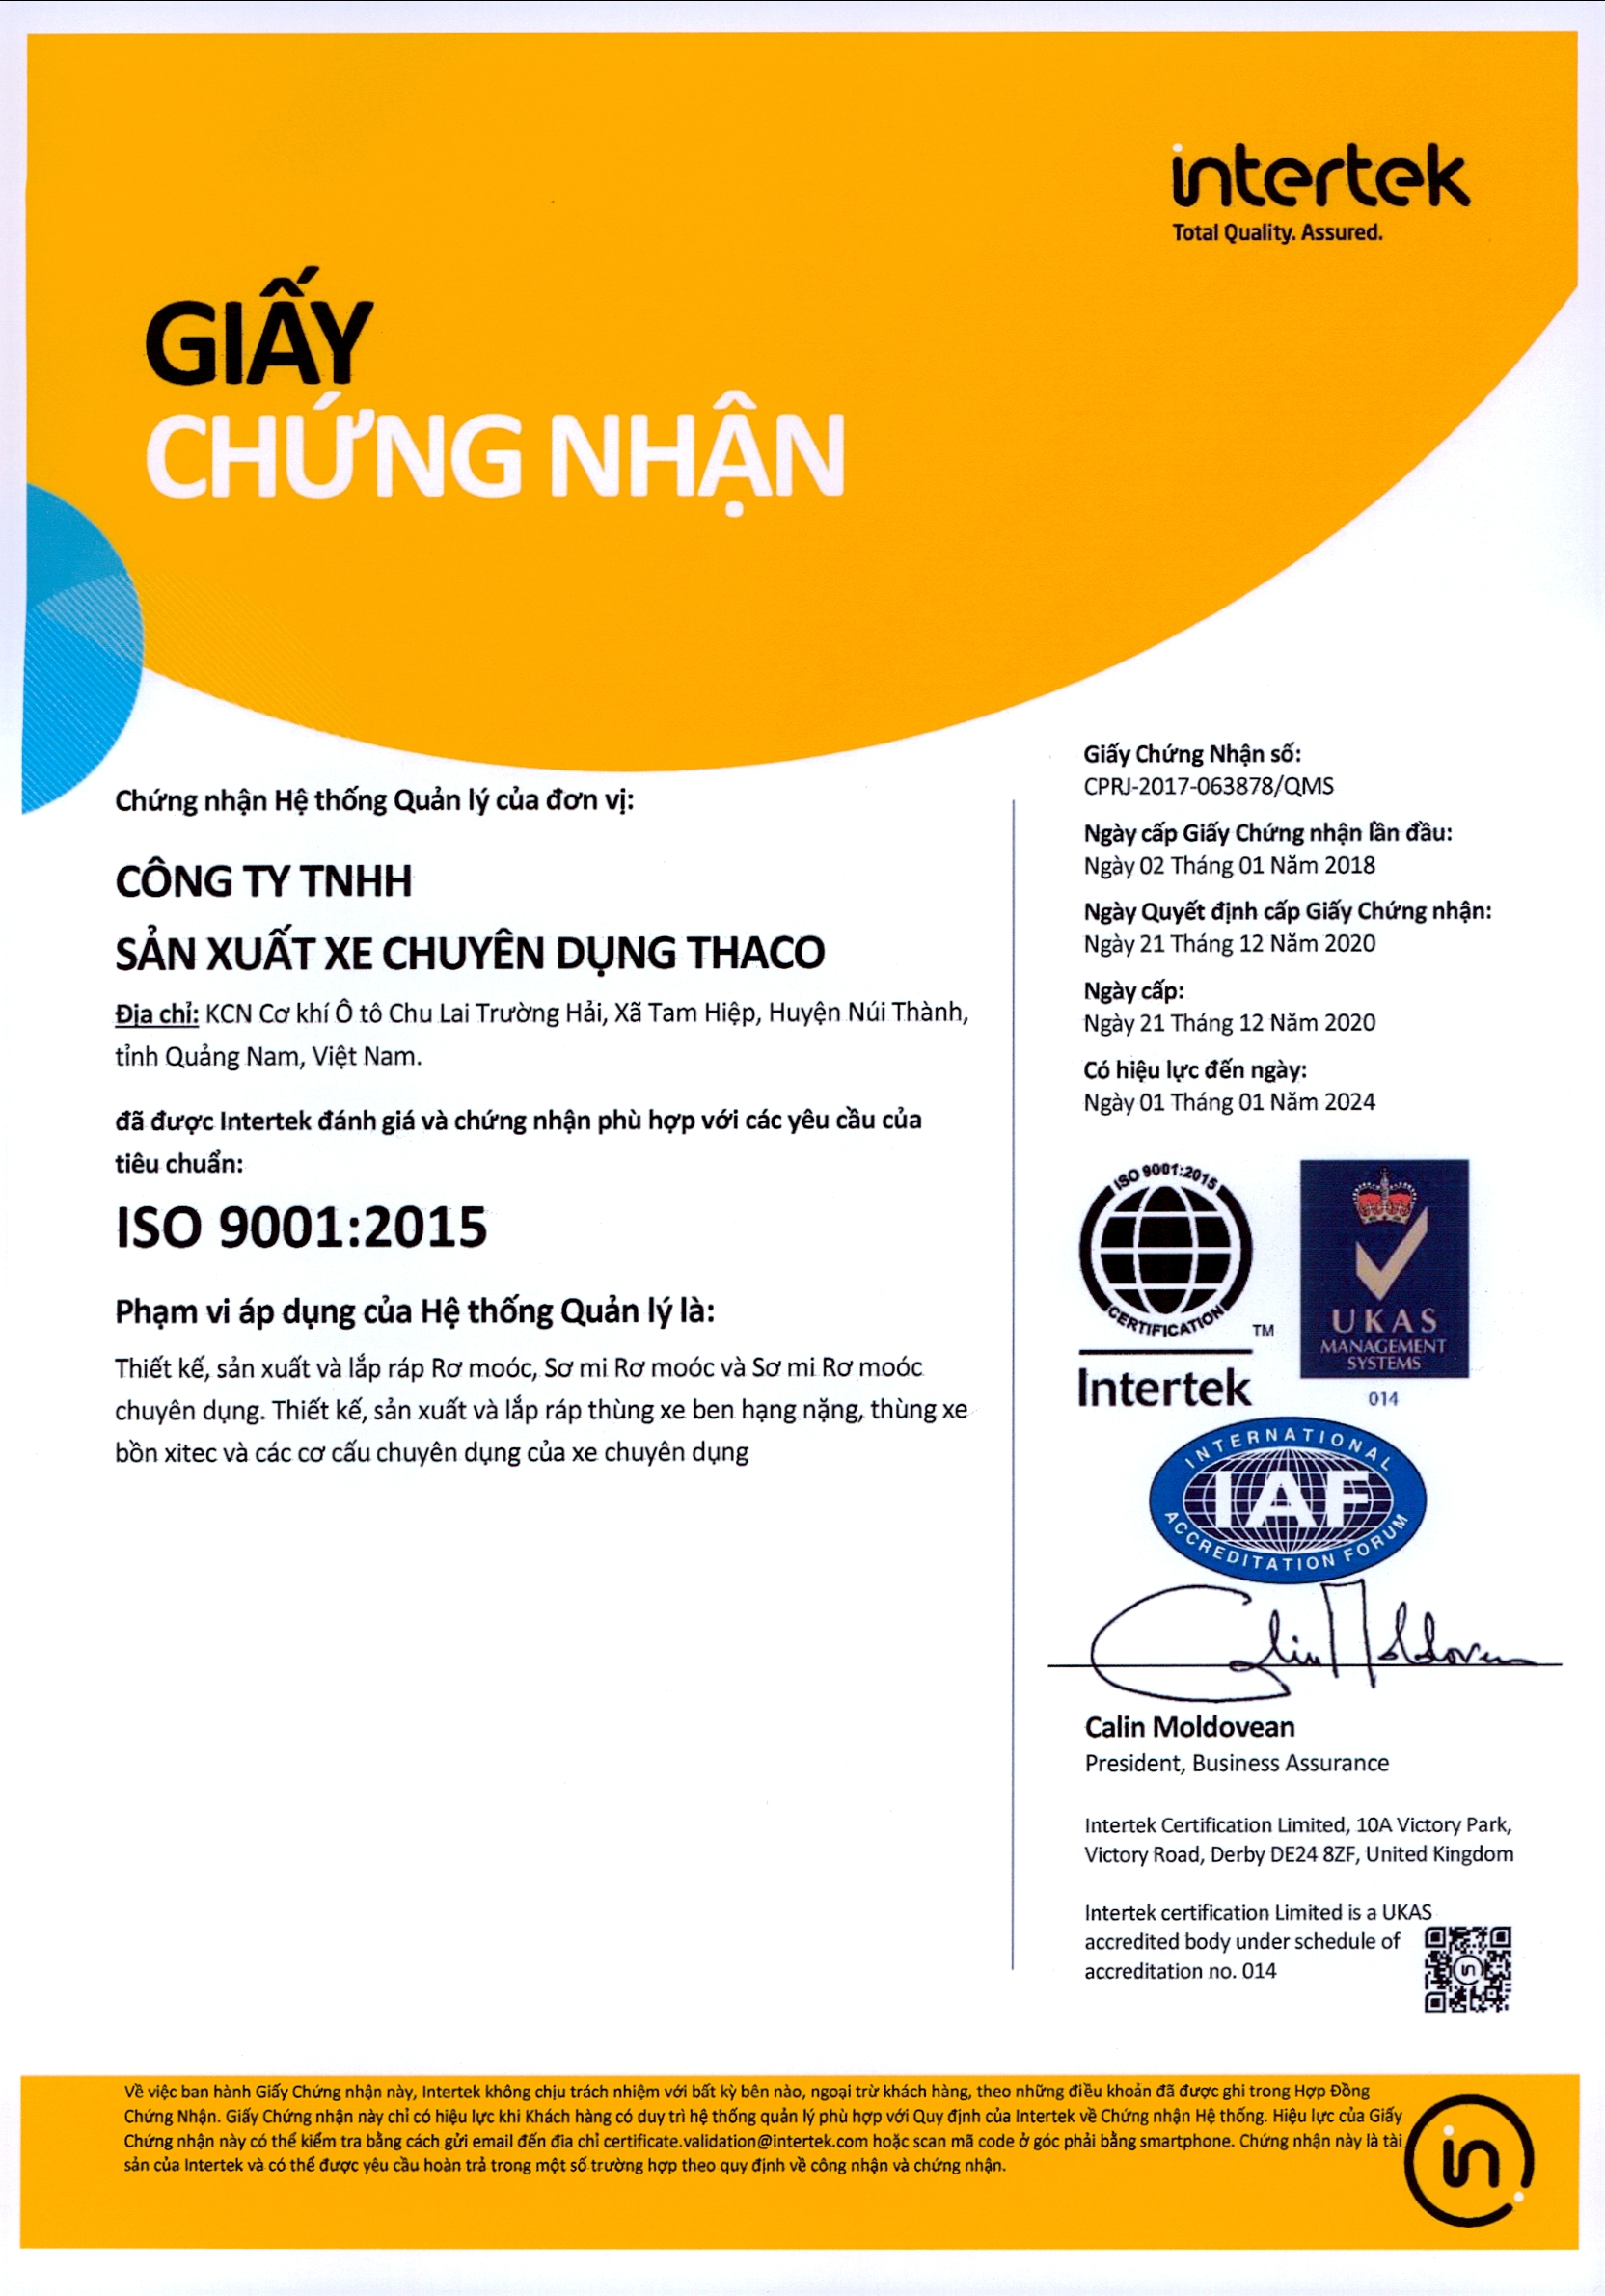 intertek
Total Quality. Assured.
GIẤY
CHỨNG NHẬN
Chứng nhận Hệ thống Quản lý của đơn vị:
CÔNG TY TNHH
SẢN XUẤT XE CHUYÊN DỤNG THACO
Địa chỉ: KCN Cơ khí Ô tô Chu Lai Trường Hải, Xã Tam Hiệp, Huyện Núi Thành,
tỉnh Quảng Nam, Việt Nam.
đã được Intertek đánh giá và chứng nhận phù hợp với các yêu cầu của
tiêu chuẩn:
ISO 9001:2015
Phạm vi áp dụng của Hệ thống Quản lý là:
Thiết kế, sản xuất và lắp ráp Rơ moóc, Sơ mi Rơ moóc và Sơ mi Rơ moóc
chuyên dụng. Thiết kế, sản xuất và lắp ráp thùng xe ben hạng nặng, thùng xe
bồn xitec và các cơ cấu chuyên dụng của xe chuyên dụng
Giấy Chứng Nhận số:
CPRJ-2017-063878/QMS
Ngày cấp Giấy Chứng nhận lần đầu:
Ngày 02 Tháng 01 Năm 2018
Ngày Quyết định cấp Giấy Chứng nhận:
Ngày 21 Tháng 12 Năm 2020
Ngày cấp:
Ngày 21 Tháng 12 Năm 2020
Có hiệu lực đến ngày:
Ngày 01 Tháng 01 Năm 2024
ISO 9001:2015
CERTIFICATION
TM
Intertek
UKAS
MANAGEMENT
SYSTEMS
014
INTERNATIONAL
IAF
ACCREDITATION FORUM
Calin Moldovean
Calin Moldovean
President, Business Assurance
Intertek Certification Limited, 10A Victory Park,
Victory Road, Derby DE24 8ZF, United Kingdom
Intertek certification Limited is a UKAS
accredited body under schedule of
accreditation no. 014
in
Về việc ban hành Giấy Chứng nhận này, Intertek không chịu trách nhiệm với bất kỳ bên nào, ngoại trừ khách hàng, theo những điều khoản đã được ghi trong Hợp Đồng
Chứng Nhận. Giấy Chứng nhận này chỉ có hiệu lực khi Khách hàng có duy trì hệ thống quản lý phù hợp với Quy định của Intertek về Chứng nhận Hệ thống. Hiệu lực của Giấy
Chứng nhận này có thể kiểm tra bằng cách gửi email đến địa chỉ certificate.validation@intertek.com hoặc scan mã code ở góc phải bằng smartphone. Chứng nhận này là tài
sản của Intertek và có thể được yêu cầu hoàn trả trong một số trường hợp theo quy định về công nhận và chứng nhận.
in